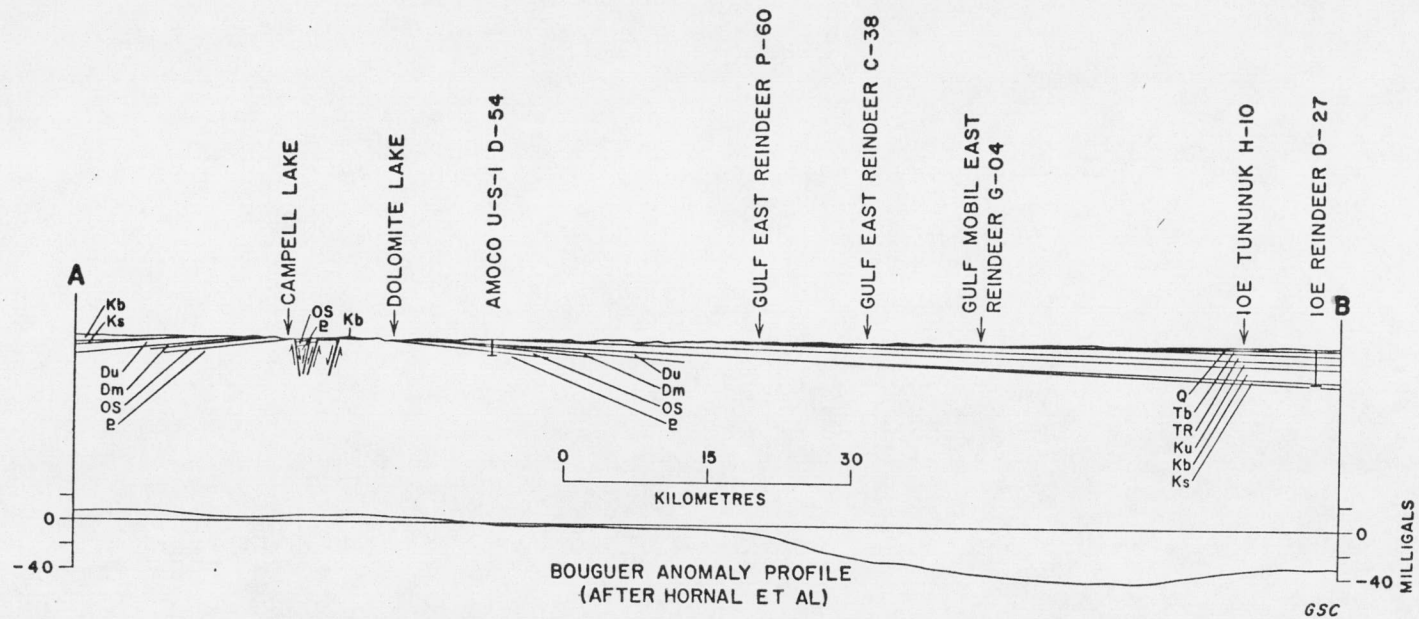 CAMPELL LAKE
DOLOMITE LAKE
AMOCO U-S-1 D-54
GULF EAST REINDEER P-60
GULF EAST REINDEER C-38
GULF MOBIL EAST
REINDEER G-04
IOE TUNUNUK H-10
IOE REINDEER D-27
A
B
Kb
Ks
OS
P
Kb
Du
Dm
OS
P
Du
Dm
OS
P
Q
Tb
TR
Ku
Kb
Ks
0 15 30
KILOMETRES
0
-40
0
-40
MILLIGALS
BOUGUER ANOMALY PROFILE
(AFTER HORNAL ET AL)
GSC